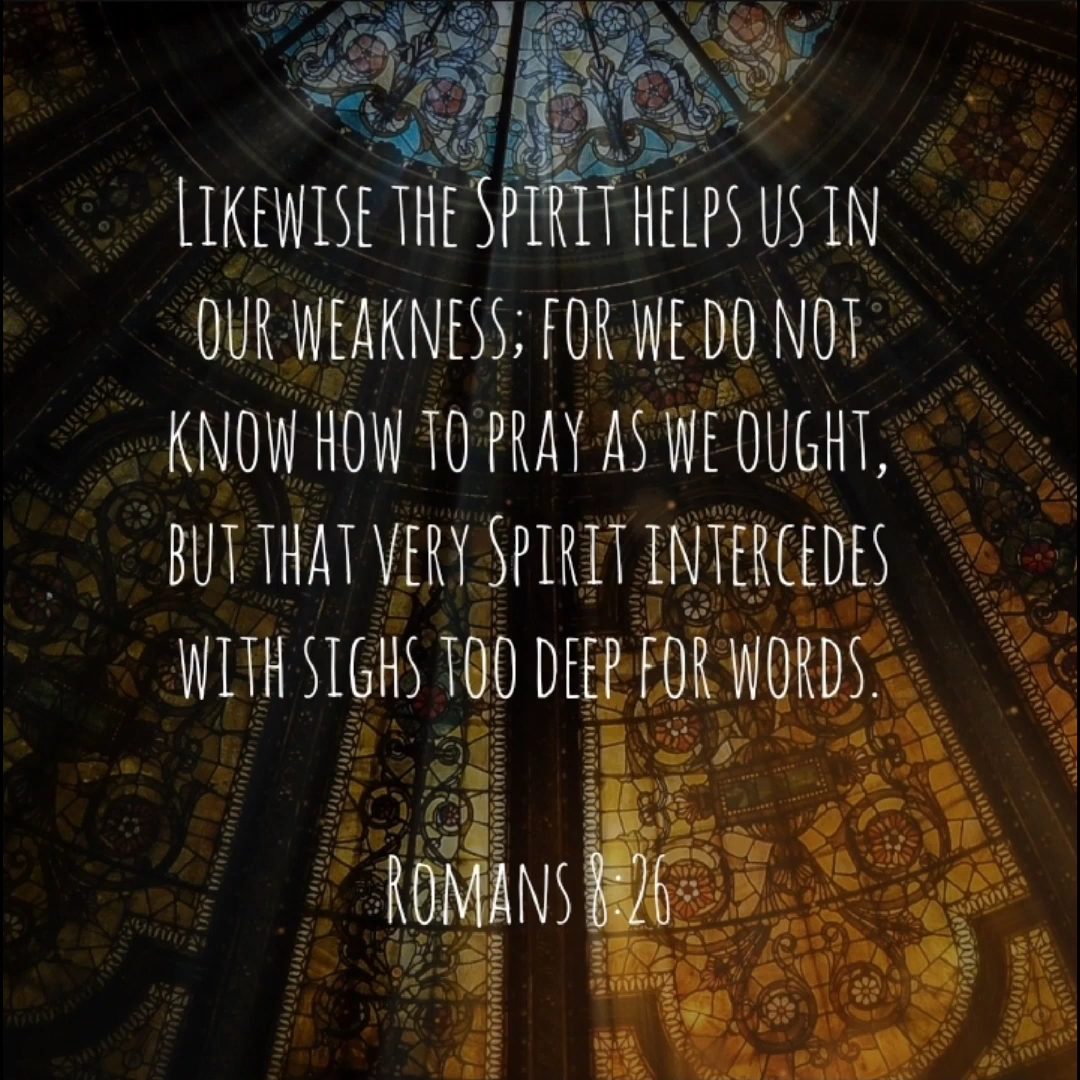 Likewise the Spirit helps us in
our weakness; for we do not
know how to pray as we ought,
but that very Spirit intercedes
with sighs too deep for words.
Romans 8:26